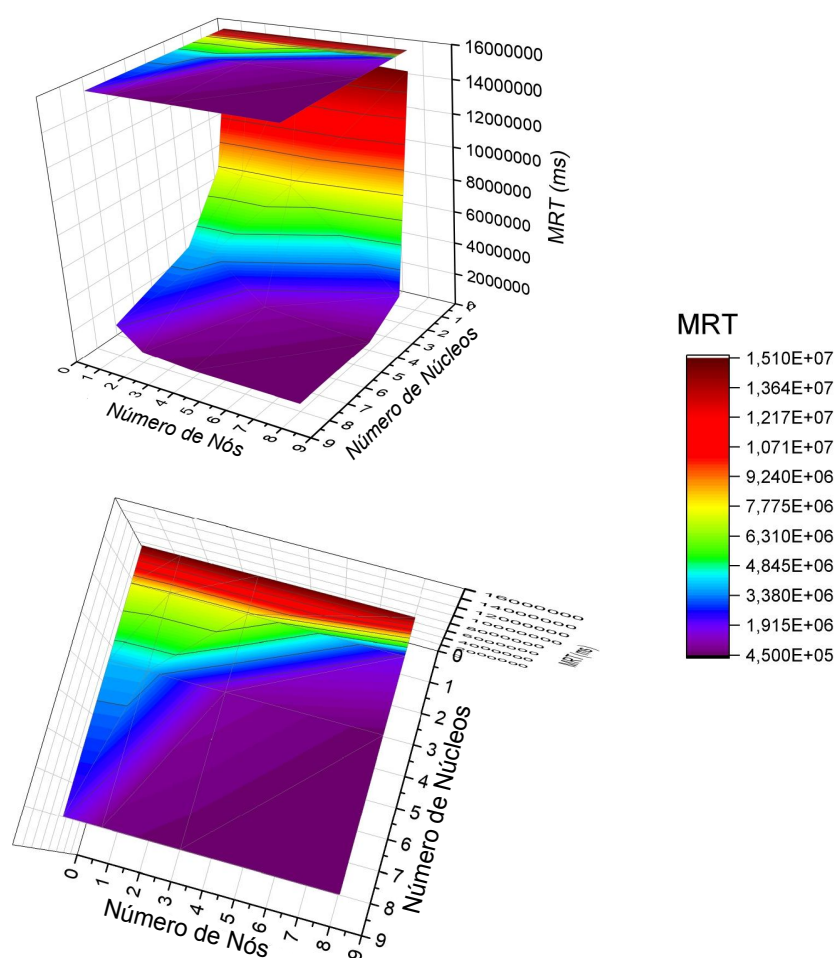 16000000
14000000
12000000
10000000
8000000
6000000
4000000
2000000
MRT (ms)
0 1 2 3 4 5 6 7 8 9
Número de Nós
1 2 3 4 5 6 7 8 9
Número de Núcleos
MRT
1,510E+07
1,364E+07
1,217E+07
1,071E+07
9,240E+06
7,775E+06
6,310E+06
4,845E+06
3,380E+06
1,915E+06
4,500E+05
16000000
14000000
12000000
MRT(ms)
0 1 2 3 4 5 6 7 8 9
Número de Núcleos
0 1 2 3 4 5 6 7 8 9
Número de Nós